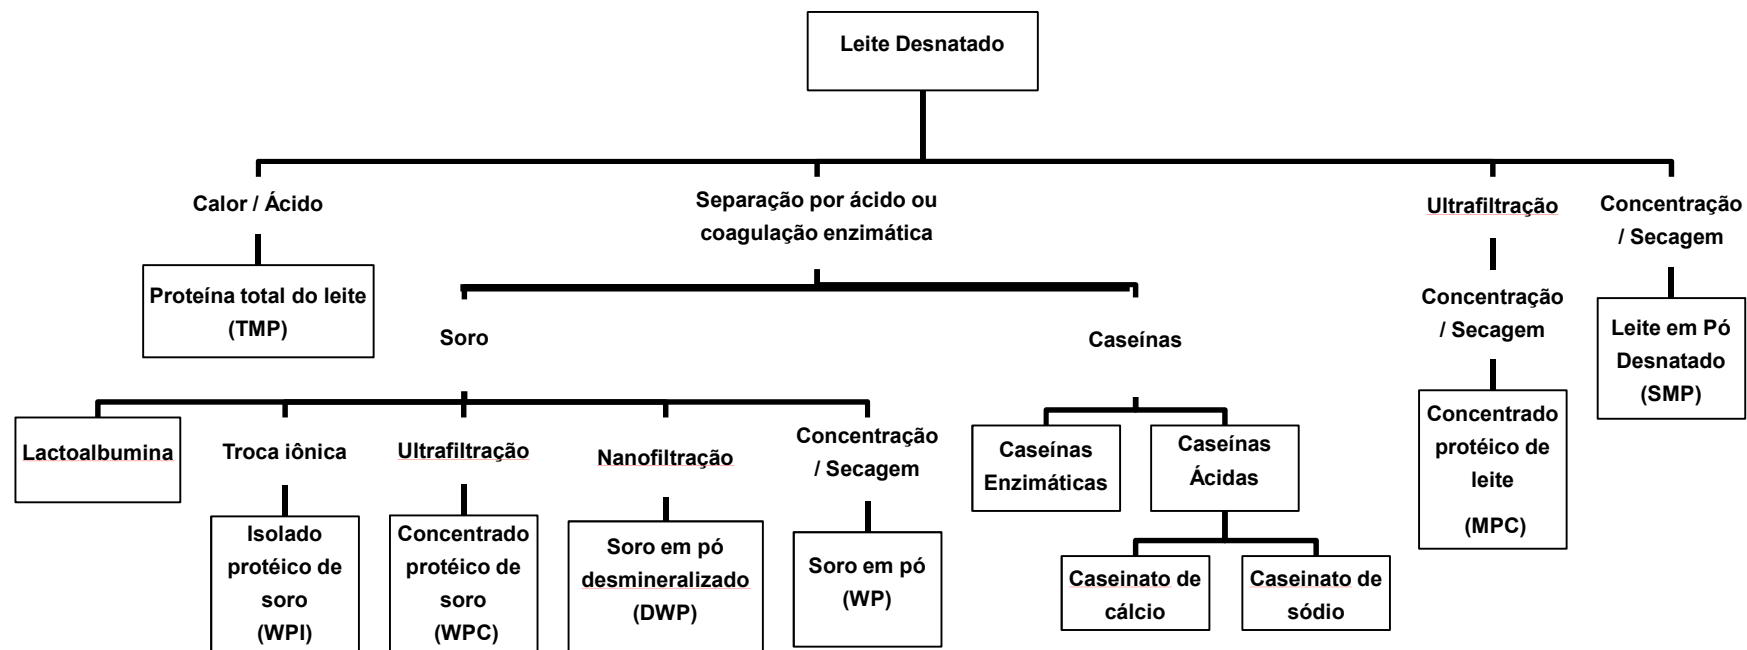 Leite Desnatado
Calor / Ácido
Proteína total do leite
(TMP)
Separação por ácido ou
coagulação enzimática
Ultrafiltração
Concentração
/ Secagem
Concentrado
protéico de
leite
(MPC)
Concentração
/ Secagem
Leite em Pó
Desnatado
(SMP)
Soro
Caseínas
Lactoalbumina
Troca iônica
Isolado
protéico de
soro
(WPI)
Ultrafiltração
Concentrado
protéico de
soro
(WPC)
Nanofiltração
Soro em pó
desmineralizado
(DWP)
Concentração
/ Secagem
Soro em pó
(WP)
Caseínas
Enzimáticas
Caseínas
Ácidas
Caseinato de
cálcio
Caseinato de
sódio